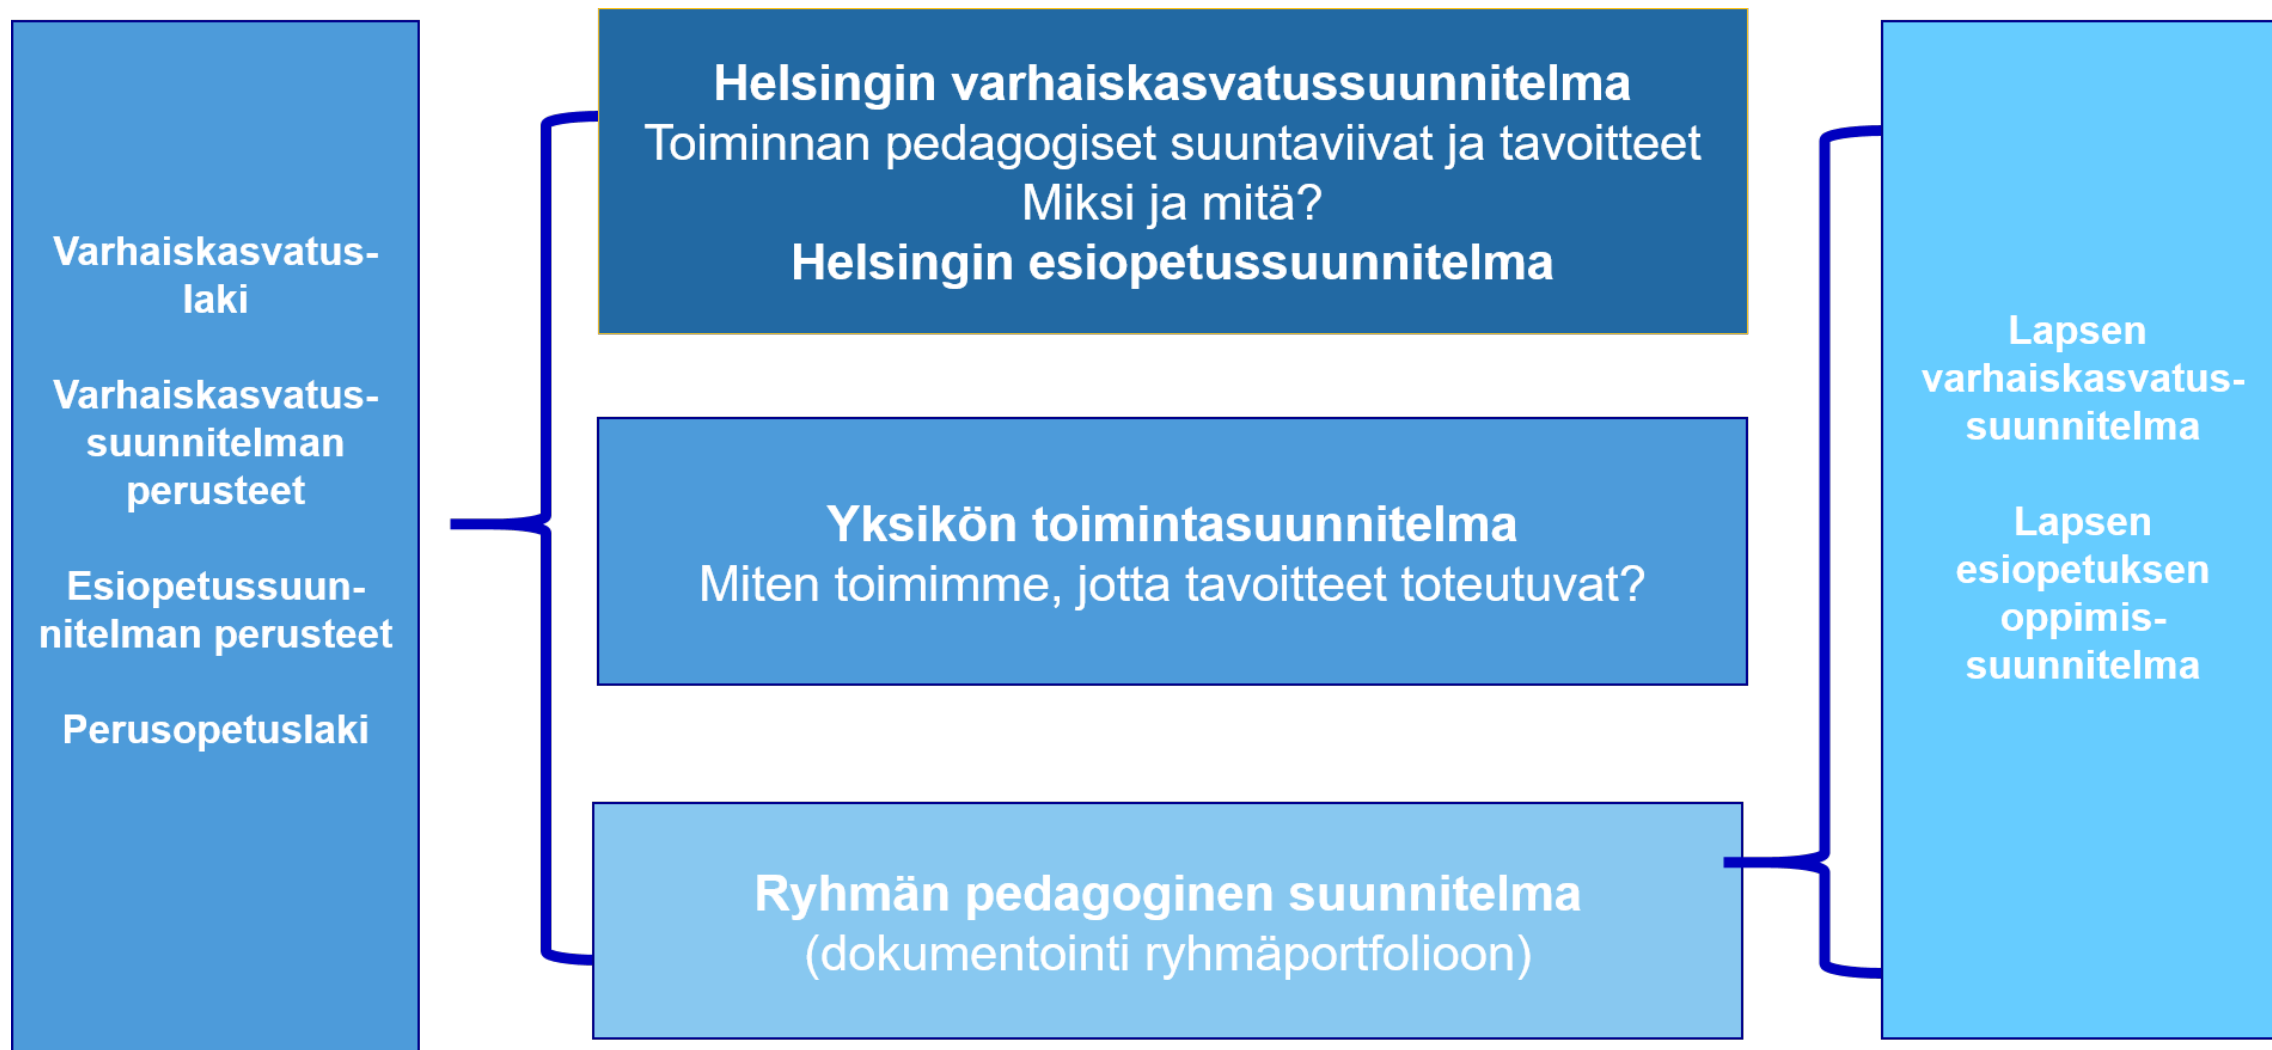 Varhaiskasvatus-
laki
Varhaiskasvatus-
suunnitelman
perusteet
Esiopetussuun-
nitelman perusteet
Perusopetuslaki
Helsingin varhaiskasvatussuunnitelma
Toiminnan pedagogiset suuntaviivat ja tavoitteet
Miksi ja mitä?
Helsingin esiopetussuunnitelma
Yksikön toimintasuunnitelma
Miten toimimme, jotta tavoitteet toteutuvat?
Ryhmän pedagoginen suunnitelma
(dokumentointi ryhmäportfolioon)
Lapsen
varhaiskasvatus-
suunnitelma
Lapsen
esiopetuksen
oppimis-
suunnitelma